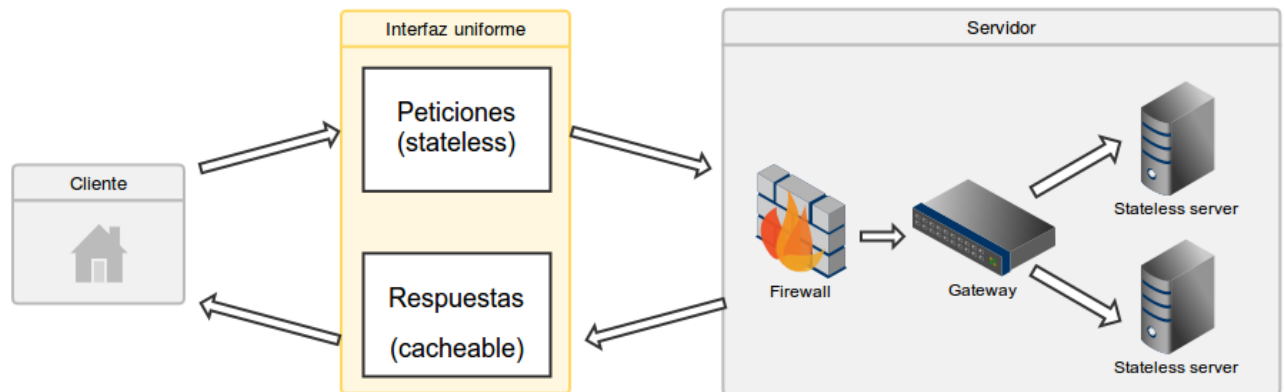 Cliente
Interfaz uniforme
Peticiones
(stateless)
Respuestas
(cacheable)
Servidor
Firewall
Gateway
Stateless server
Stateless server